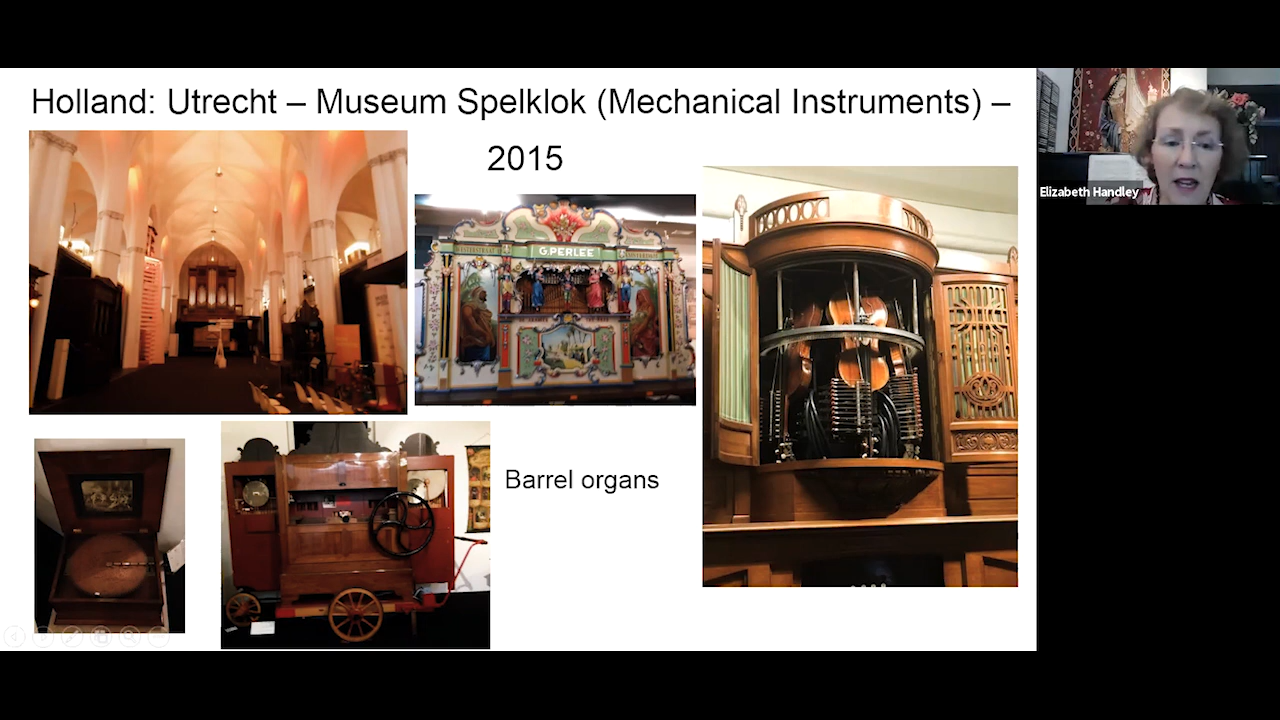 Holland: Utrecht – Museum Spelklok (Mechanical Instruments) –
2015
Elizabeth Handley
G.PERLEE
Barrel organs